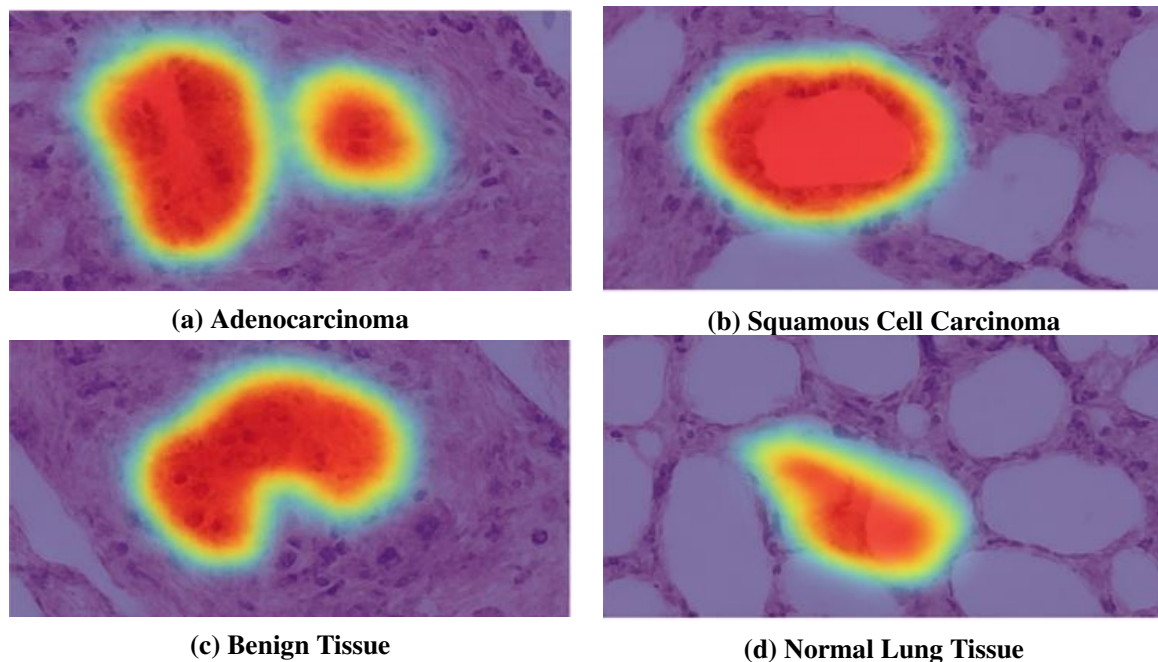 (a) Adenocarcinoma
(b) Squamous Cell Carcinoma
(c) Benign Tissue
(d) Normal Lung Tissue